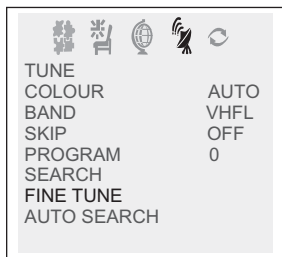 TUNE
COLOUR AUTO
BAND VHFL
SKIP OFF
PROGRAM 0
SEARCH
FINE TUNE
AUTO SEARCH